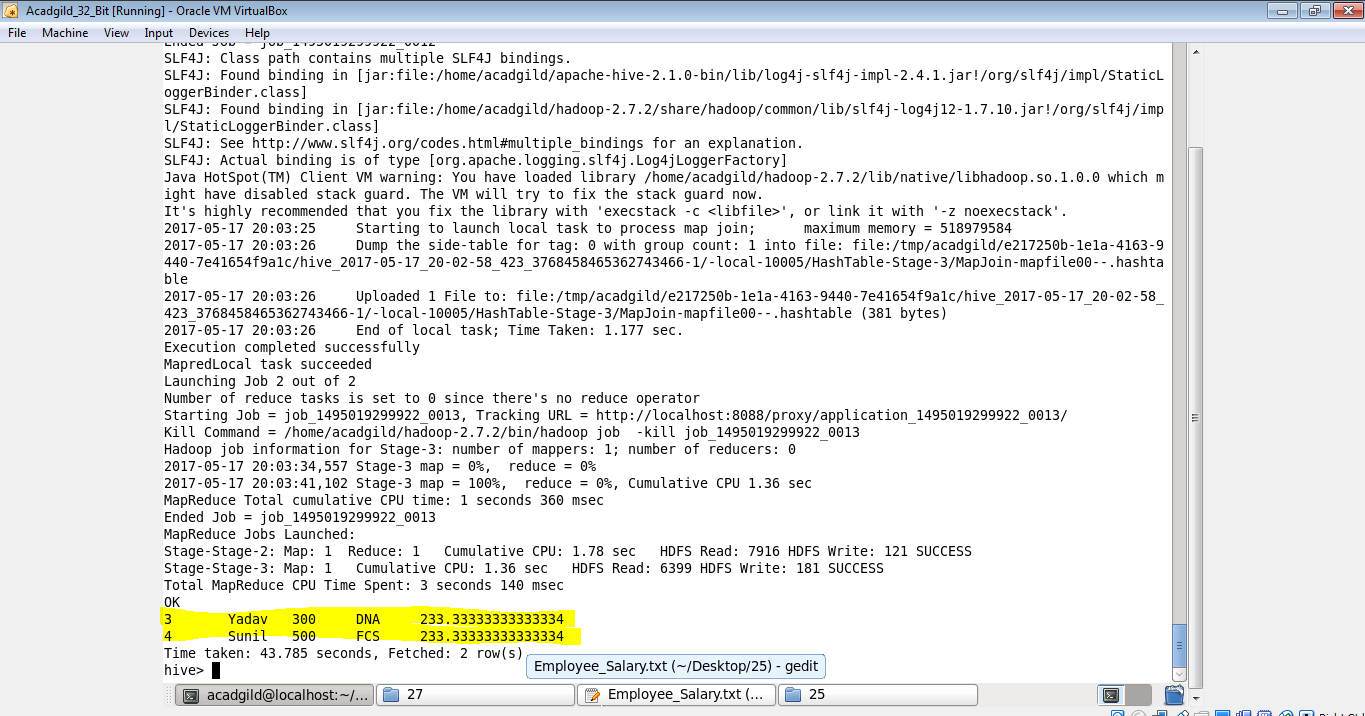 Acadgild_32_Bit [Running] - Oracle VM VirtualBox
File Machine View Input Devices Help
Ended Job = job_1495019299922_0012
SLF4J: Class path contains multiple SLF4J bindings.
SLF4J: Found binding in [jar:file:/home/acadgild/apache-hive-2.1.0-bin/lib/log4j-slf4j-impl-2.4.1.jar!/org/slf4j/impl/StaticL
oggerBinder.class]
SLF4J: Found binding in [jar:file:/home/acadgild/hadoop-2.7.2/share/hadoop/common/lib/slf4j-log4j12-1.7.10.jar!/org/slf4j/imp
l/StaticLoggerBinder.class]
SLF4J: See http://www.slf4j.org/codes.html#multiple_bindings for an explanation.
SLF4J: Actual binding is of type [org.apache.logging.slf4j.Log4jLoggerFactory]
Java HotSpot(TM) Client VM warning: You have loaded library /home/acadgild/hadoop-2.7.2/lib/native/libhadoop.so.1.0.0 which m
ight have disabled stack guard. The VM will try to fix the stack guard now.
It's highly recommended that you fix the library with 'execstack -c <libfile>', or link it with '-z noexecstack'.
2017-05-17 20:03:25 Starting to launch local task to process map join; maximum memory = 518979584
2017-05-17 20:03:26 Dump the side-table for tag: 0 with group count: 1 into file: file:/tmp/acadgild/e217250b-1e1a-4163-9
440-7e41654f9a1c/hive_2017-05-17_20-02-58_423_3768458465362743466-1/-local-10005/HashTable-Stage-3/MapJoin-mapfile00--.hashta
ble
2017-05-17 20:03:26 Uploaded 1 File to: file:/tmp/acadgild/e217250b-1e1a-4163-9440-7e41654f9a1c/hive_2017-05-17_20-02-58_
423_3768458465362743466-1/-local-10005/HashTable-Stage-3/MapJoin-mapfile00--.hashtable (381 bytes)
2017-05-17 20:03:26 End of local task; Time Taken: 1.177 sec.
Execution completed successfully
MapredLocal task succeeded
Launching Job 2 out of 2
Number of reduce tasks is set to 0 since there's no reduce operator
Starting Job = job_1495019299922_0013, Tracking URL = http://localhost:8088/proxy/application_1495019299922_0013/
Kill Command = /home/acadgild/hadoop-2.7.2/bin/hadoop job  -kill job_1495019299922_0013
Hadoop job information for Stage-3: number of mappers: 1; number of reducers: 0
2017-05-17 20:03:34,557 Stage-3 map = 0%,  reduce = 0%
2017-05-17 20:03:41,102 Stage-3 map = 100%,  reduce = 0%, Cumulative CPU 1.36 sec
MapReduce Total cumulative CPU time: 1 seconds 360 msec
Ended Job = job_1495019299922_0013
MapReduce Jobs Launched:
Stage-Stage-2: Map: 1  Reduce: 1   Cumulative CPU: 1.78 sec   HDFS Read: 7916 HDFS Write: 121 SUCCESS
Stage-Stage-3: Map: 1   Cumulative CPU: 1.36 sec   HDFS Read: 6399 HDFS Write: 181 SUCCESS
Total MapReduce CPU Time Spent: 3 seconds 140 msec
OK
3 Yadav 300 DNA 233.33333333333334
4 Sunil 500 FCS 233.33333333333334
Time taken: 43.785 seconds, Fetched: 2 row(s)
hive>
Employee_Salary.txt (~/Desktop/25) - gedit
acadgild@localhost:~/... 27 Employee_Salary.txt (... 25